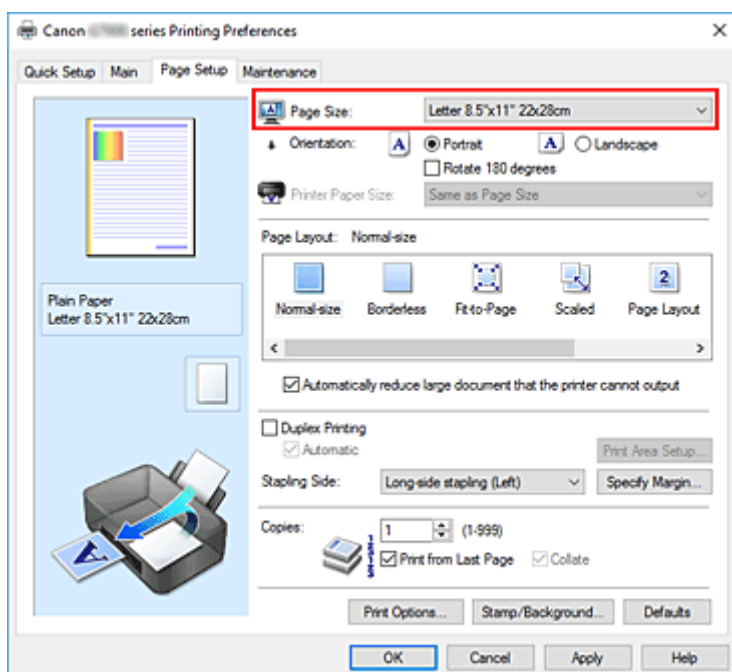 Canon series Printing Preferences
Quick Setup Main Page Setup Maintenance
Page Size: Letter 8.5"x11" 22x28cm
Orientation: A Portrait A Landscape
Rotate 180 degrees
Printer Paper Size: Same as Page Size
Page Layout: Normal-size
2
Normal-size Borderless Fit-to-Page Scaled Page Layout
Plain Paper
Letter 8.5"x11" 22x28cm
Automatically reduce large document that the printer cannot output
Duplex Printing
Automatic
Print Area Setup...
Stapling Side: Long-side stapling (Left) Specify Margin...
Copies: 1 (1-999)
Print from Last Page Collate
A
Print Options... Stamp/Background... Defaults
OK Cancel Apply Help